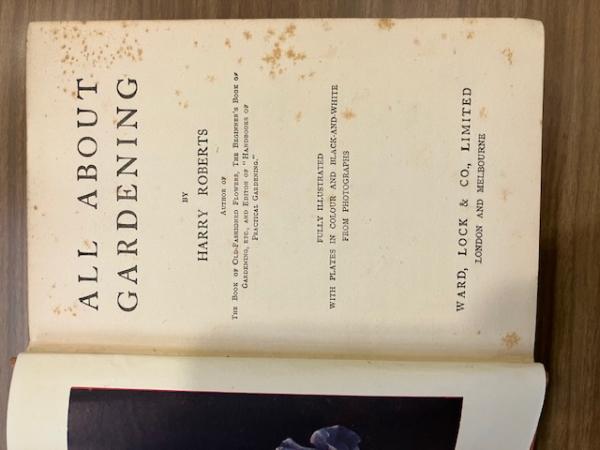 ALL ABOUT
GARDENING
BY
HARRY ROBERTS
AUTHOR OF
THE BOOK OF OLD-FASHIONED FLOWERS, THE BEGINNER'S BOOK OF
GARDENING, ETC., AND EDITOR OF "HANDBOOKS OF
PRACTICAL GARDENING."
FULLY ILLUSTRATED
WITH PLATES IN COLOUR AND BLACK-AND-WHITE
FROM PHOTOGRAPHS
WARD, LOCK & CO., LIMITED
LONDON AND MELBOURNE